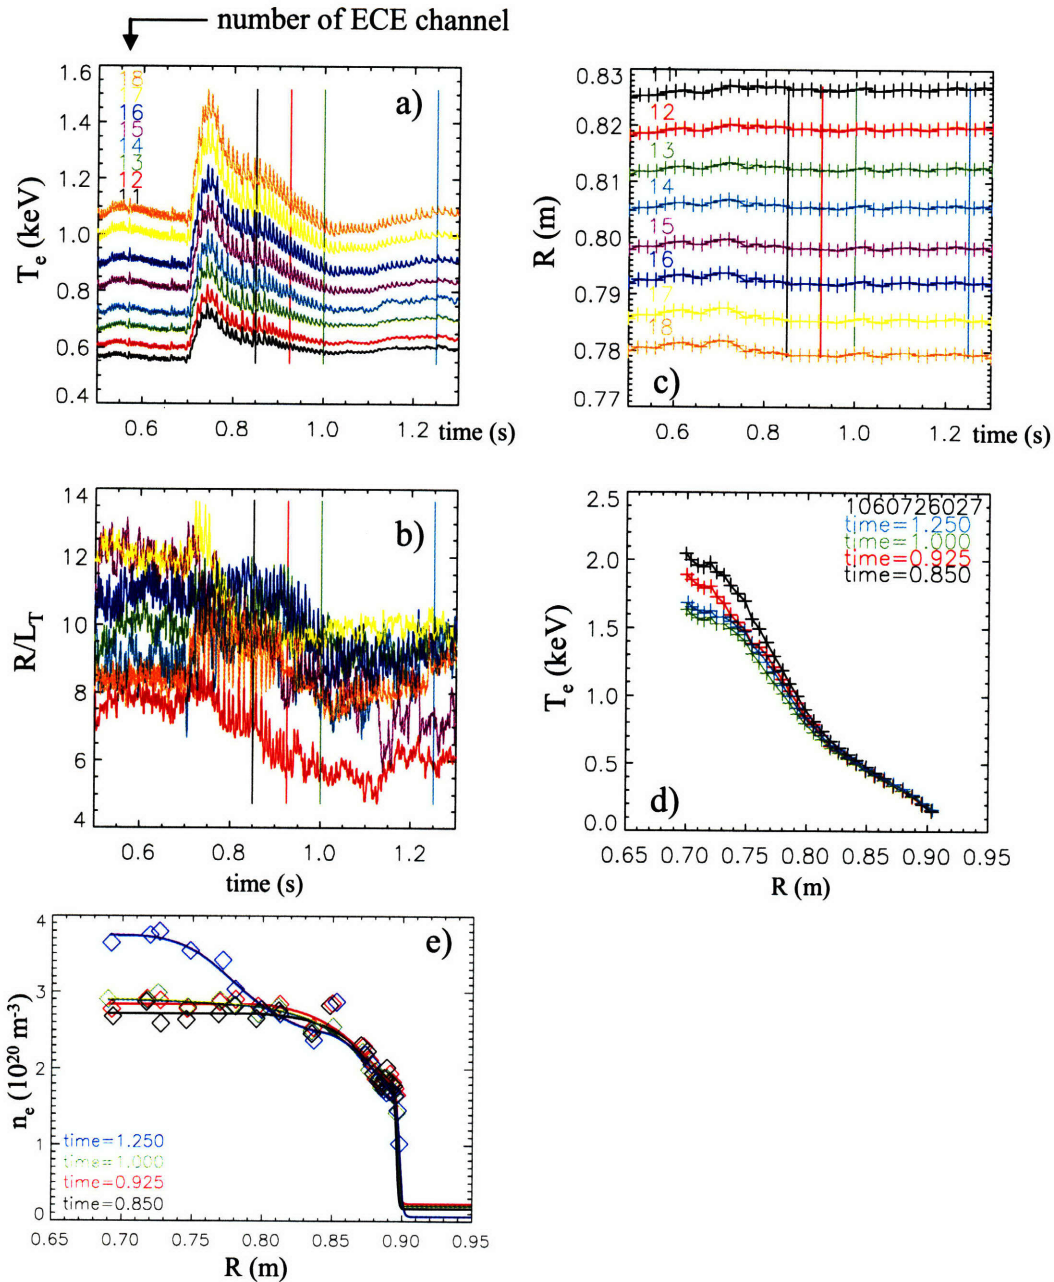 number of ECE channel
a)
18
17
16
15
14
13
12
11
1.6
1.4
1.2
1.0
0.8
0.6
0.4
T_e (keV)
0.6 0.8 1.0 1.2 time (s)
c)
11
12
13
14
15
16
17
18
0.83
0.82
0.81
0.80
0.79
0.78
0.77
R (m)
0.6 0.8 1.0 1.2 time (s)
b)
14
12
10
8
6
4
R/L_T
0.6 0.8 1.0 1.2
time (s)
1060726027
time=1.250
time=1.000
time=0.925
time=0.850
d)
2.5
2.0
1.5
1.0
0.5
0.0
T_e (keV)
0.65 0.70 0.75 0.80 0.85 0.90 0.95
R (m)
e)
4
3
2
1
0
n_e (10^20 m^-3)
time=1.250
time=1.000
time=0.925
time=0.850
0.65 0.70 0.75 0.80 0.85 0.90 0.95
R (m)